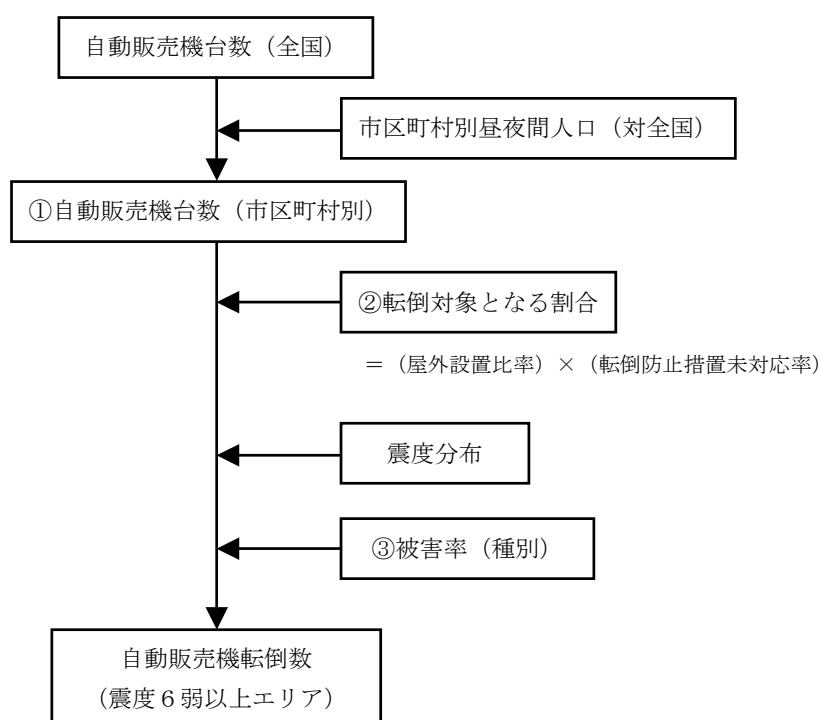 自動販売機台数（全国）
市区町村別昼夜間人口（対全国）
①自動販売機台数（市区町村別）
②転倒対象となる割合
＝（屋外設置比率）×（転倒防止措置未対応率）
震度分布
③被害率（種別）
自動販売機転倒数
（震度６弱以上エリア）